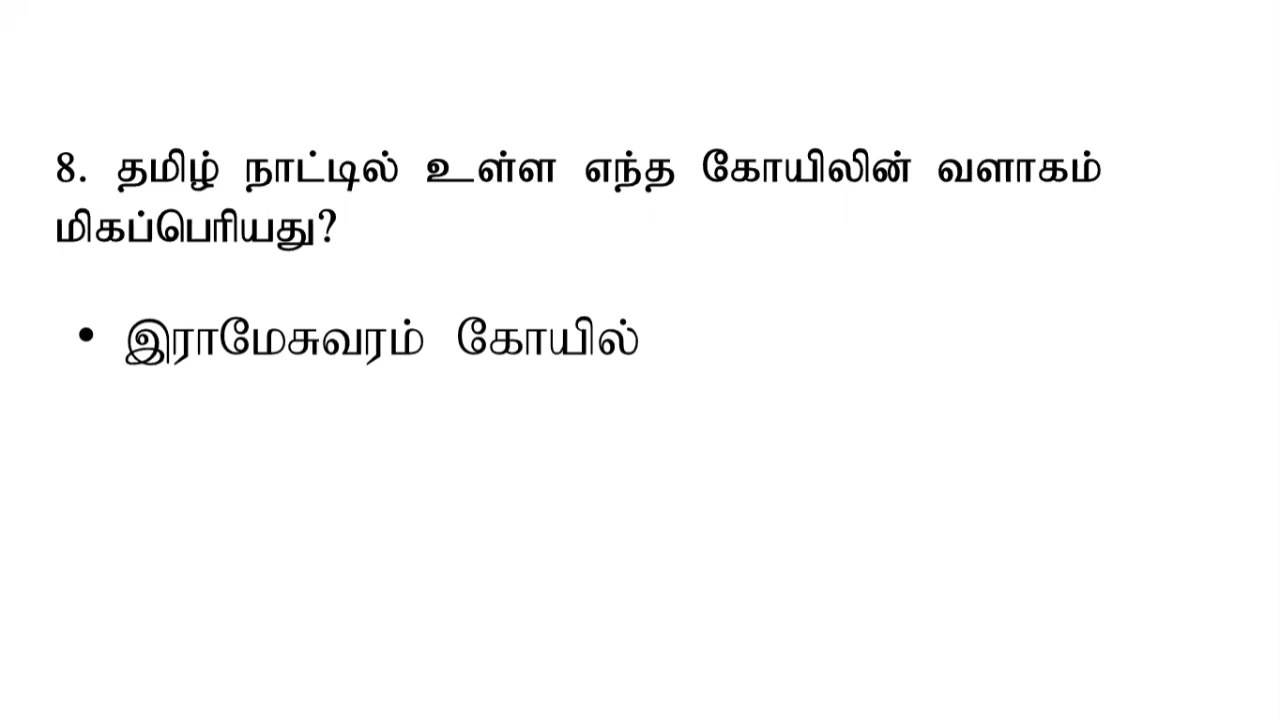 8. தமிழ் நாட்டில் உள்ள எந்த கோயிலின் வளாகம்
மிகப்பெரியது?
• இராமேசுவரம் கோயில்